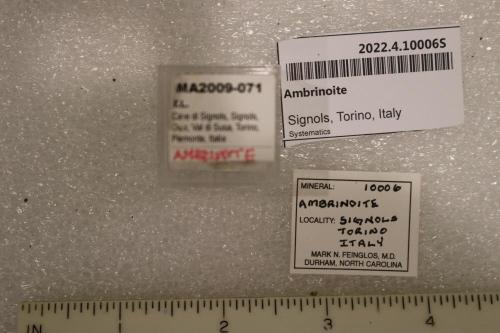 2022.4.10006S
Ambrinoite
Signols, Torino, Italy
Systematics
MA2009-071
T.L.
Cave di Signols, Signols,
Oulx, Val di Susa, Torino,
Piemonte, Italia
AMBRINOITE
MINERAL: 10006
AMBRINOITE
LOCALITY: SIGNOLS
TORINO
ITALY
MARK N. FEINGLOS, M.D.
DURHAM, NORTH CAROLINA
IN 1 2 3 4